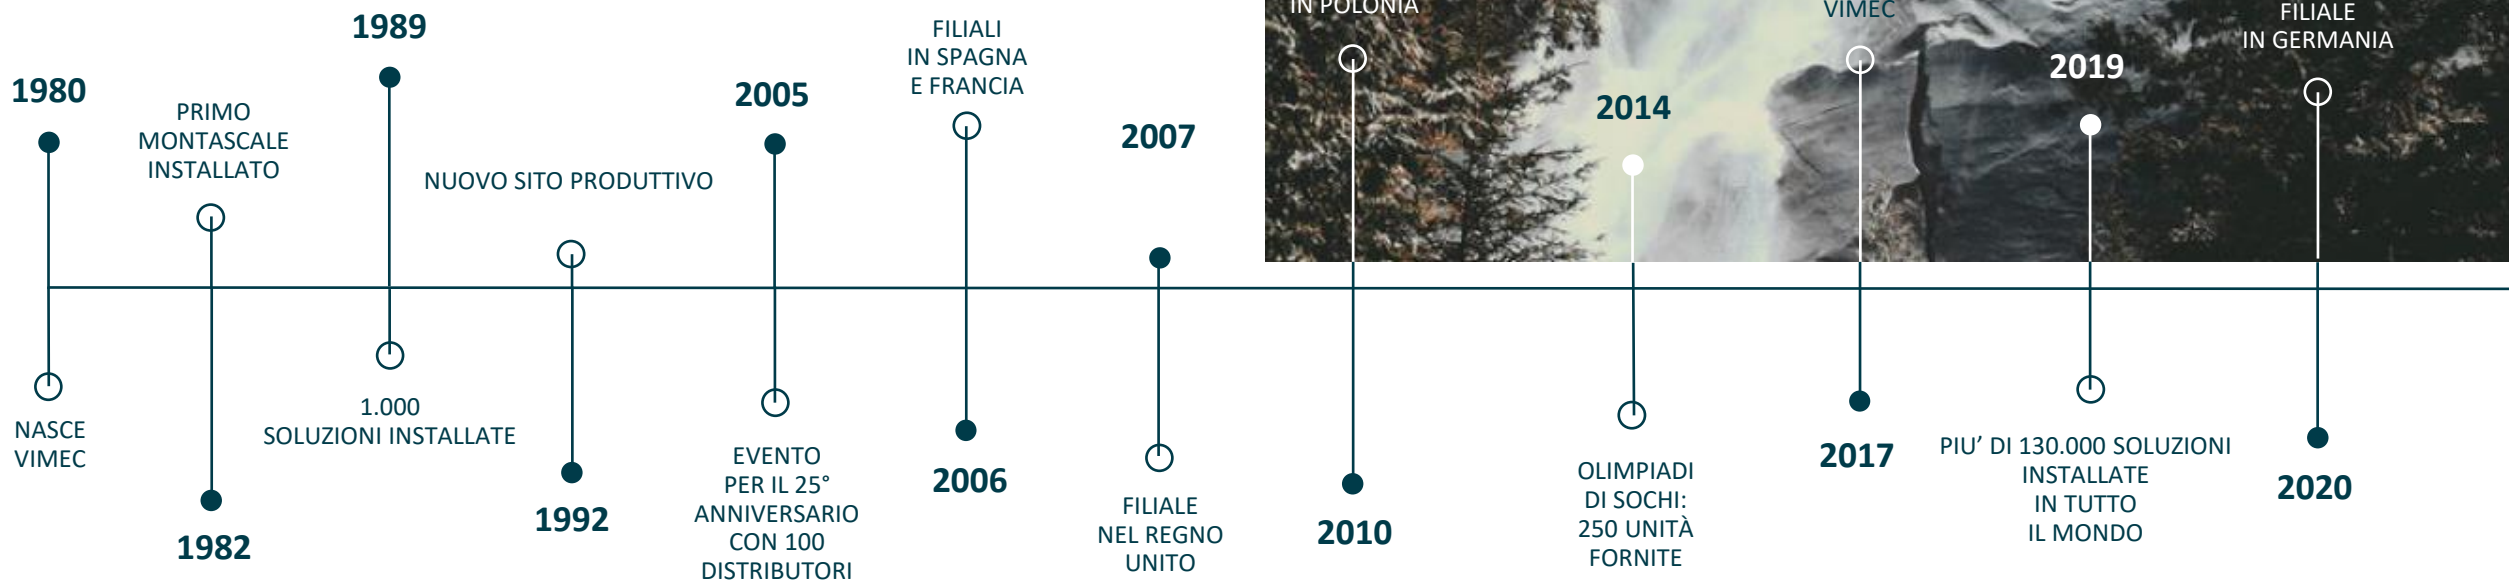 1980
NASCE
VIMEC
PRIMO
MONTASCALE
INSTALLATO
1982
1989
1.000
SOLUZIONI INSTALLATE
NUOVO SITO PRODUTTIVO
1992
2005
EVENTO
PER IL 25°
ANNIVERSARIO
CON 100
DISTRIBUTORI
FILIALI
IN SPAGNA
E FRANCIA
2006
2007
FILIALE
NEL REGNO
UNITO
IN POLONIA
2010
2014
OLIMPIADI
DI SOCHI:
250 UNITÀ
FORNITE
VIMEC
2017
2019
PIU’ DI 130.000 SOLUZIONI
INSTALLATE
IN TUTTO
IL MONDO
FILIALE
IN GERMANIA
2020